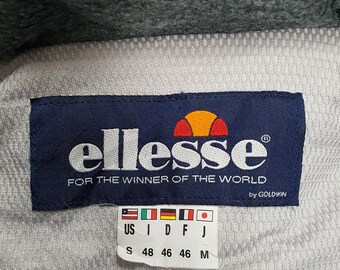 ellesse®
FOR THE WINNER OF THE WORLD
by GOLDWIN
US I D F J
S 48 46 46 M